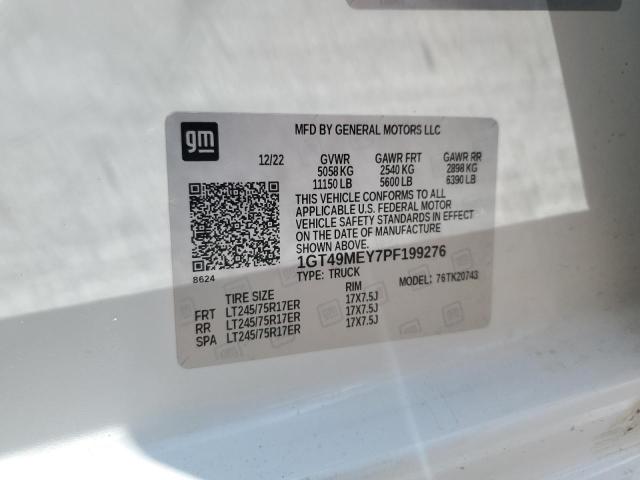 gm
MFD BY GENERAL MOTORS LLC
12/22 GVWR GAWR FRT GAWR RR
5058 KG 2540 KG 2898 KG
11150 LB 5600 LB 6390 LB
THIS VEHICLE CONFORMS TO ALL
APPLICABLE U.S. FEDERAL MOTOR
VEHICLE SAFETY STANDARDS IN EFFECT
ON THE DATE OF MANUFACTURE
SHOWN ABOVE.
8624
1GT49MEY7PF199276
TYPE: TRUCK MODEL: 76TK20743
TIRE SIZE RIM
FRT LT245/75R17ER 17X7.5J
RR LT245/75R17ER 17X7.5J
SPA LT245/75R17ER 17X7.5J